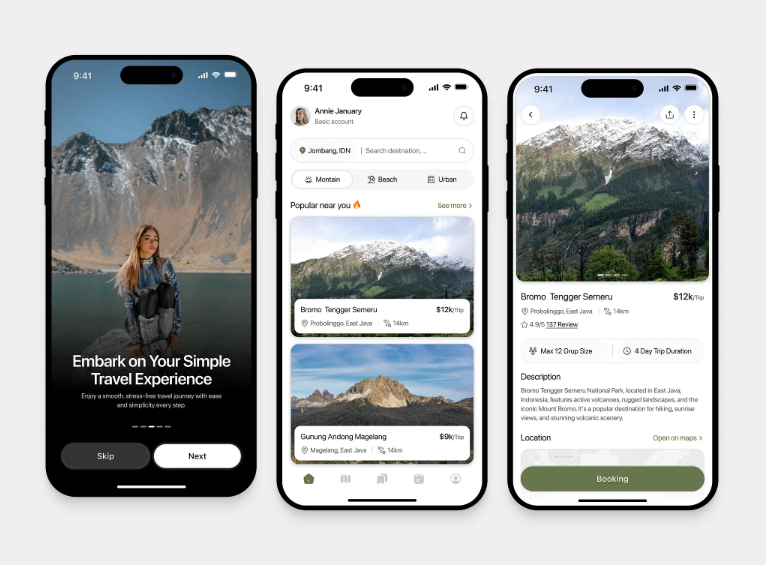 9:41
Embark on Your Simple
Travel Experience
Enjoy a smooth, stress-free travel journey with ease
and simplicity every step.
Skip
Next
9:41
Annie January
Basic account
Jombang, IDN | Search destnation, ...
Montain
Beach
Urban
Popular near you 🔥
See more >
Bromo Tengger Semeru
$12k/Trip
Probolinggo, East Java | 14km
Gunung Andong Magelang
$9k/Trip
Magelang, East Java | 14km
9:41
Bromo Tengger Semeru
$12k/Trip
Probolinggo, East Java | 14km
4.9/5 137 Review
Max 12 Grup Size
4 Day Trip Duration
Description
Bromo Tengger Semeru National Park, located in East Java,
Indonesia, features active volcanoes, rugged landscapes, and the
iconic Mount Bromo. It's a popular destination for hiking, sunrise
views, and stunning volcanic scenery.
Location
Open on maps >
Booking